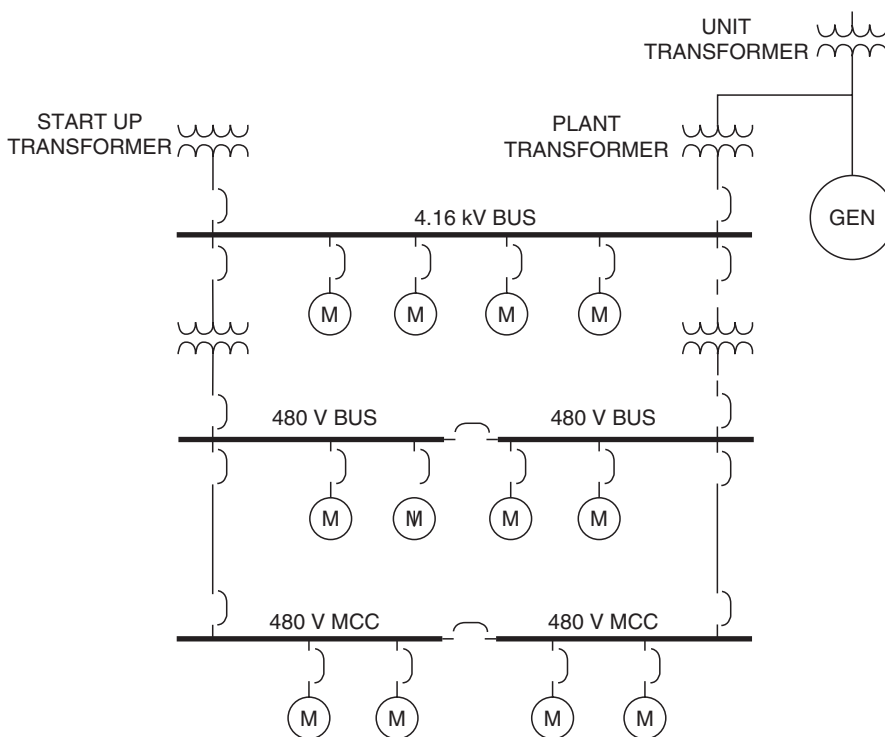 UNIT
TRANSFORMER
START UP
TRANSFORMER
PLANT
TRANSFORMER
GEN
4.16 kV BUS
M
M
M
M
480 V BUS
480 V BUS
M
M
M
M
480 V MCC
480 V MCC
M
M
M
M